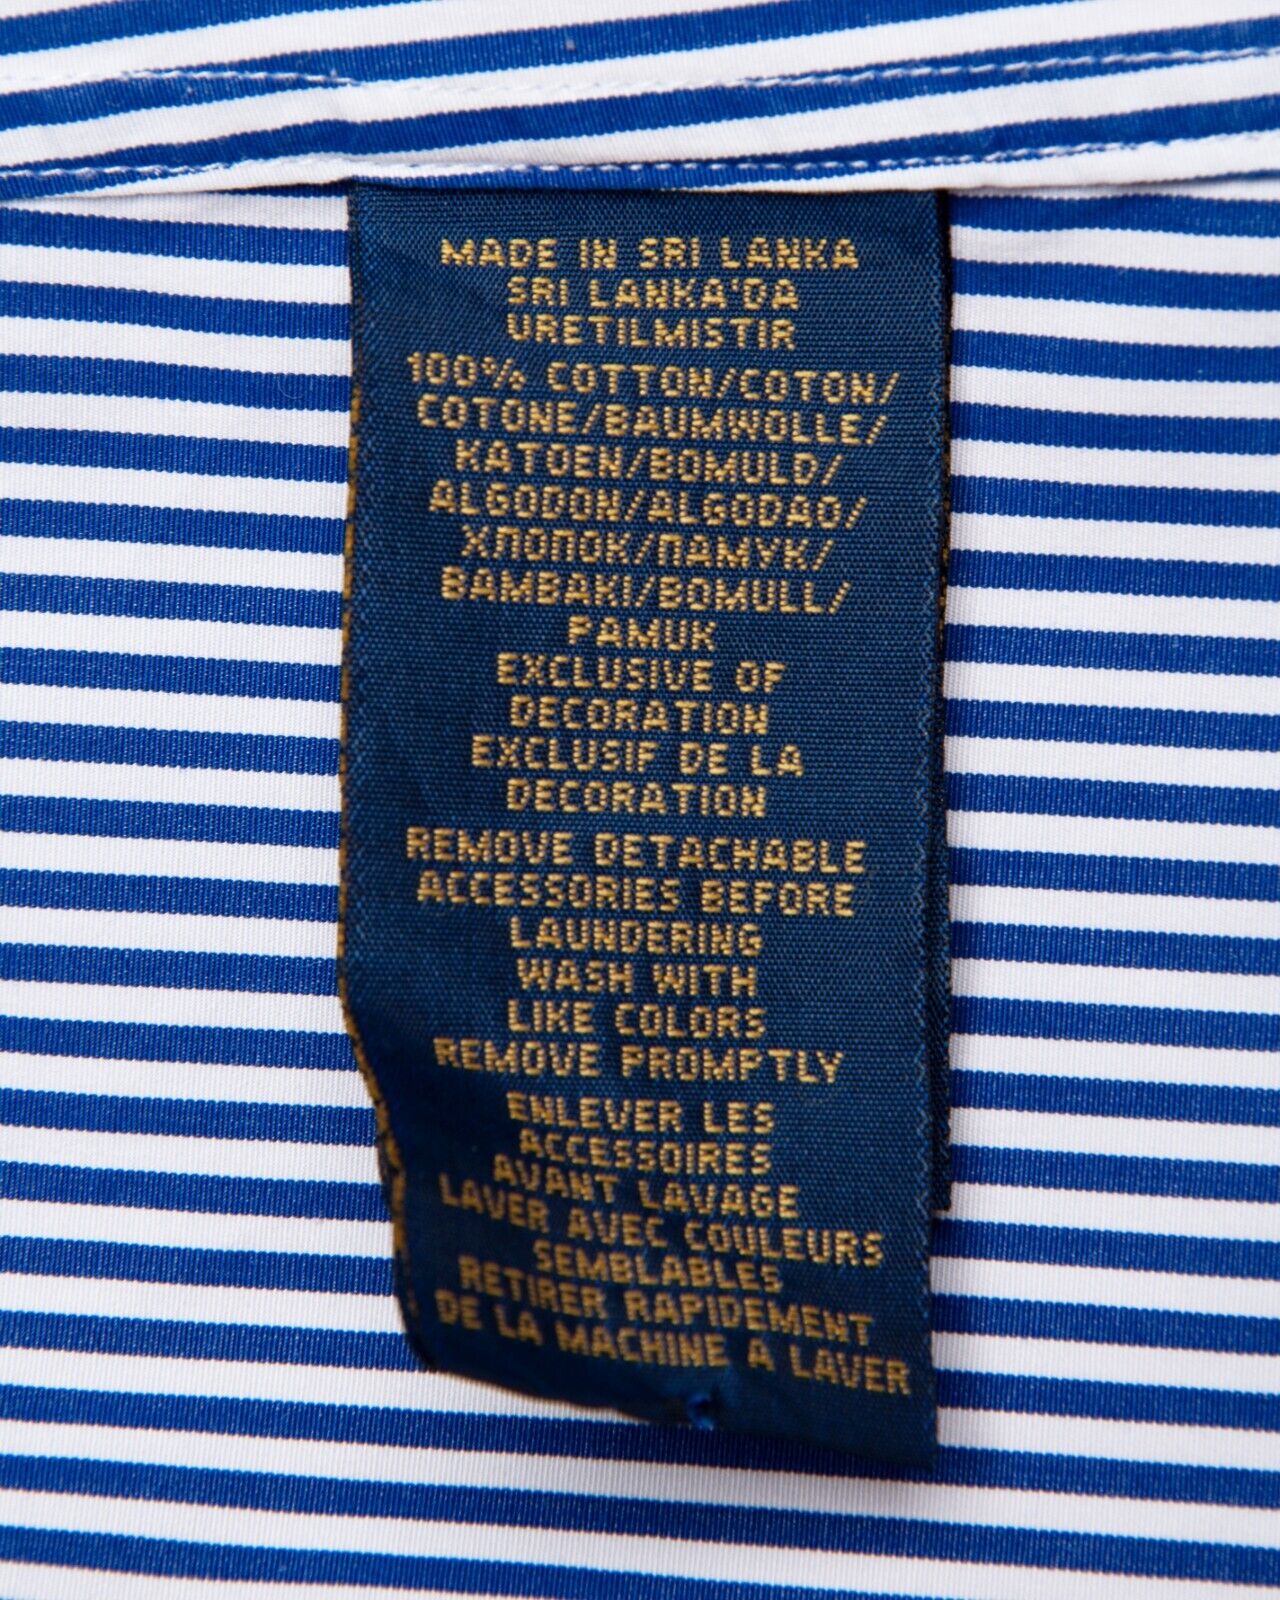 MADE IN SRI LANKA
SRI LANKA'DA
URETILMISTIR
100% COTTON/COTON/
COTONE/BAUMWOLLE/
KATOEN/BOMULD/
ALGODON/ALGODAO/
ХЛОПОК/ПАМУК/
BAMBAKI/BOMULL/
PAMUK
EXCLUSIVE OF
DECORATION
EXCLUSIF DE LA
DECORATION
REMOVE DETACHABLE
ACCESSORIES BEFORE
LAUNDERING
WASH WITH
LIKE COLORS
REMOVE PROMPTLY
ENLEVER LES
ACCESSOIRES
AVANT LAVAGE
LAVER AVEC COULEURS
SEMBLABLES
RETIRER RAPIDEMENT
DE LA MACHINE A LAVER